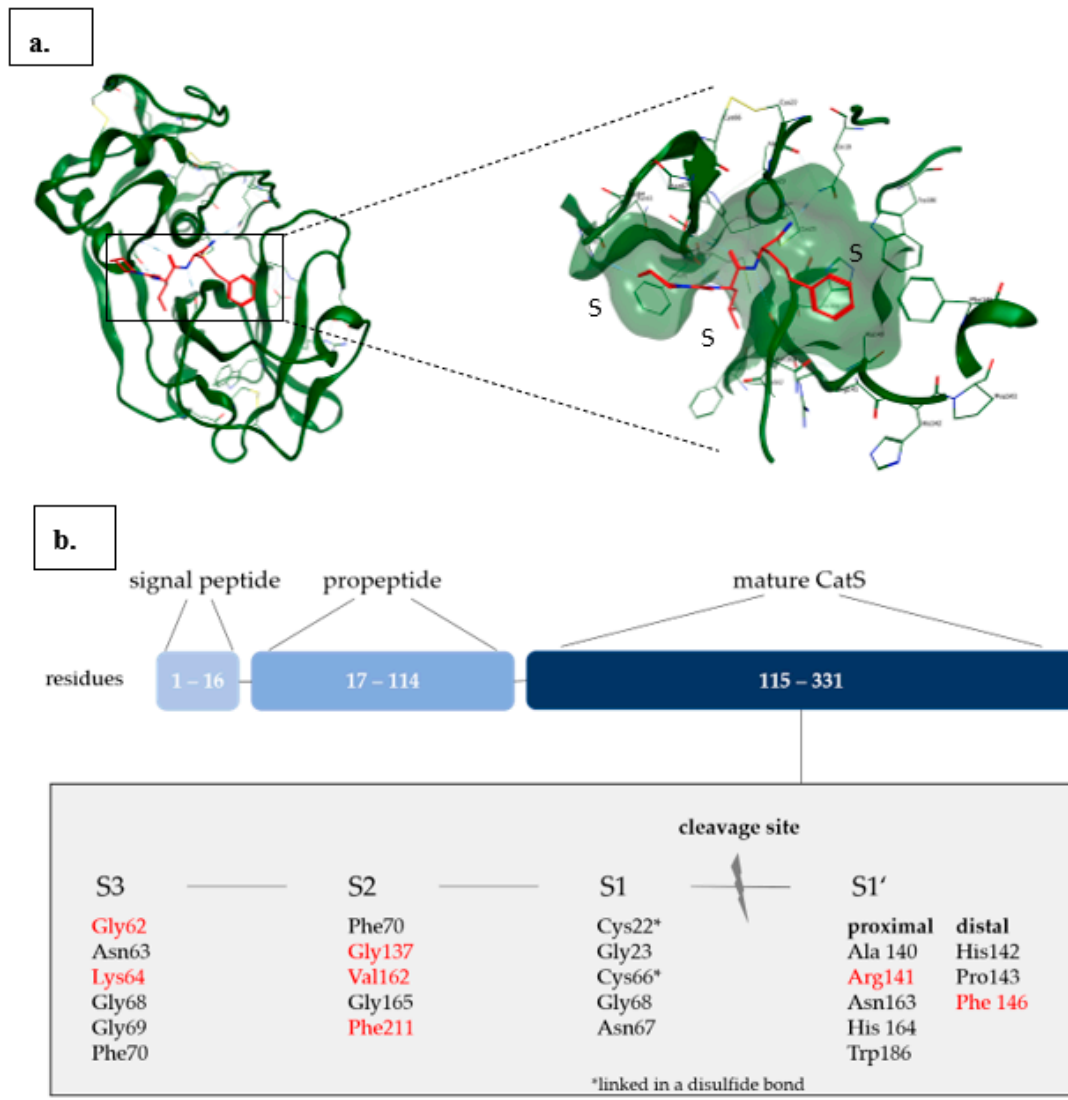 a.
S
S
S
b.
signal peptide propeptide mature CatS
residues 1 – 16 17 – 114 115 – 331
cleavage site
S3 S2 S1 S1‘
Gly62 Phe70 Cys22* proximal distal
Asn63 Gly137 Gly23 Ala 140 His142
Lys64 Val162 Cys66* Arg141 Pro143
Gly68 Gly165 Gly68 Asn163 Phe 146
Gly69 Phe211 Asn67 His 164
Phe70 Trp186
*linked in a disulfide bond